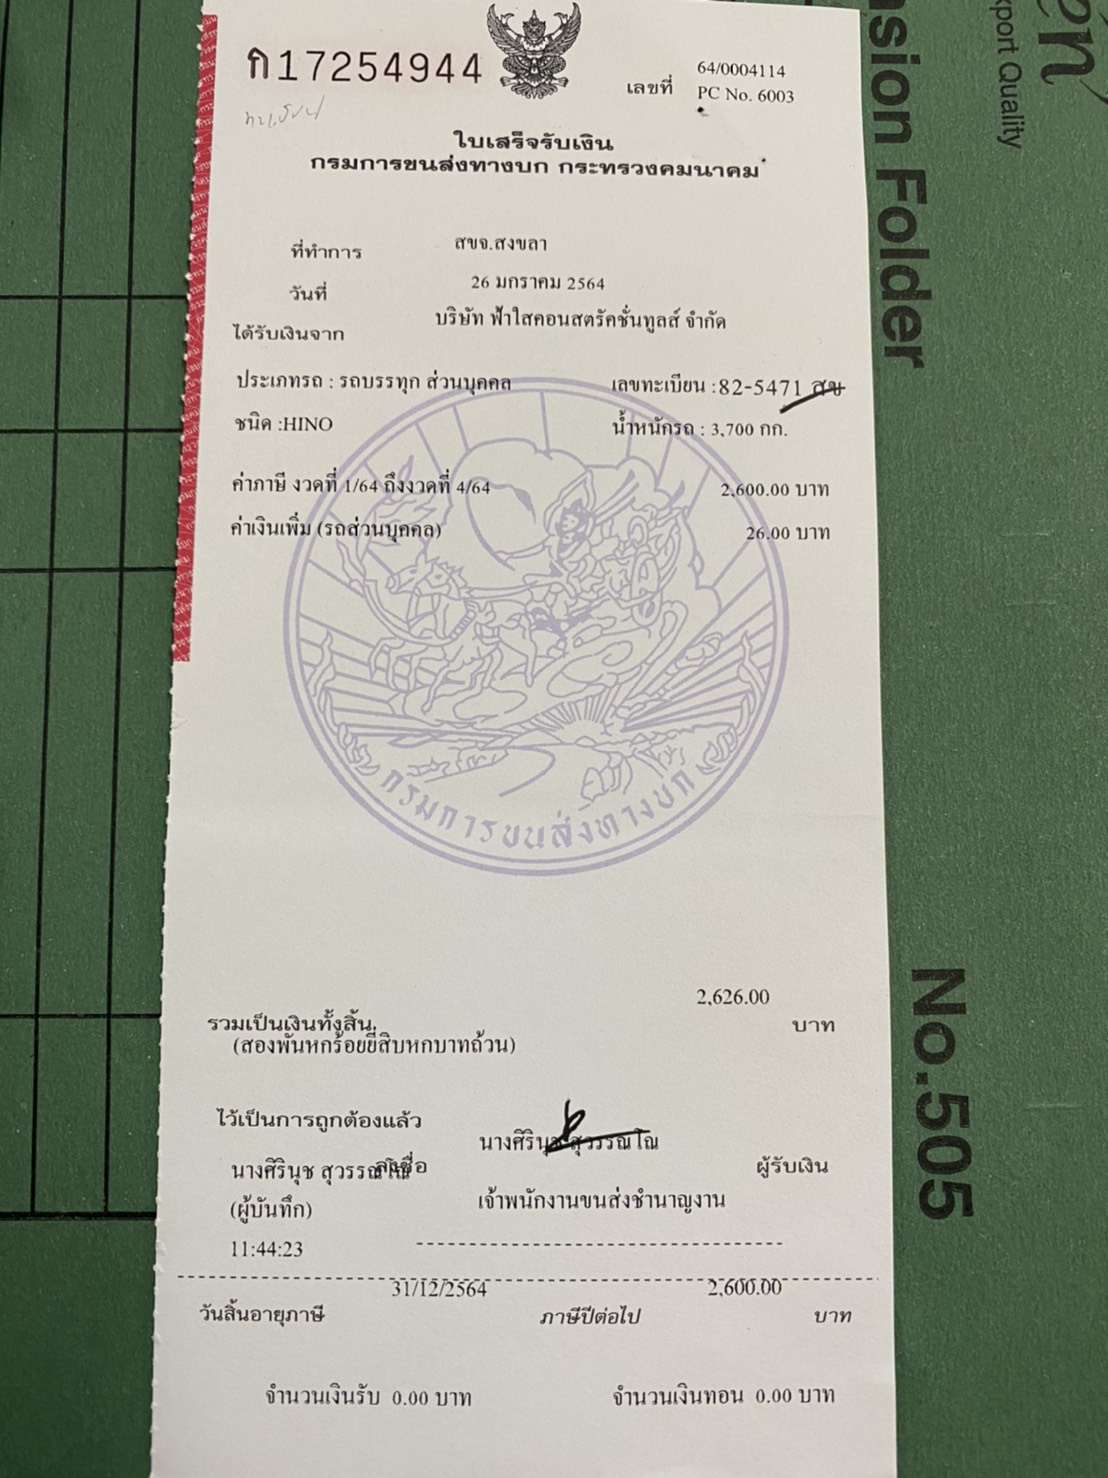 ก17254944
เลขที่ 64/0004114
PC No. 6003
ใบเสร็จรับเงิน
กรมการขนส่งทางบก กระทรวงคมนาคม
ที่ทำการ สขจ.สงขลา
วันที่ 26 มกราคม 2564
ได้รับเงินจาก บริษัท ฟ้าใสคอนสตรัคชั่นทูลส์ จำกัด
ประเภทรถ : รถบรรทุก ส่วนบุคคล เลขทะเบียน :82-5471 สข
ชนิด :HINO น้ำหนักรถ : 3,700 กก.
ค่าภาษี งวดที่ 1/64 ถึงงวดที่ 4/64 2,600.00 บาท
ค่าเงินเพิ่ม (รถส่วนบุคคล) 26.00 บาท
กรมการขนส่งทางบก
รวมเป็นเงินทั้งสิ้น 2,626.00 บาท
(สองพันหกร้อยยี่สิบหกบาทถ้วน)
ไว้เป็นการถูกต้องแล้ว
นางศิรินุช สุวรรณโณ
นางศิรินุช สุวรรณโณ ลงชื่อ ผู้รับเงิน
(ผู้บันทึก) เจ้าพนักงานขนส่งชำนาญงาน
11:44:23
วันสิ้นอายุภาษี 31/12/2564 ภาษีปีต่อไป 2,600.00 บาท
จำนวนเงินรับ 0.00 บาท จำนวนเงินทอน 0.00 บาท
sion Folder
xport Quality
No.505